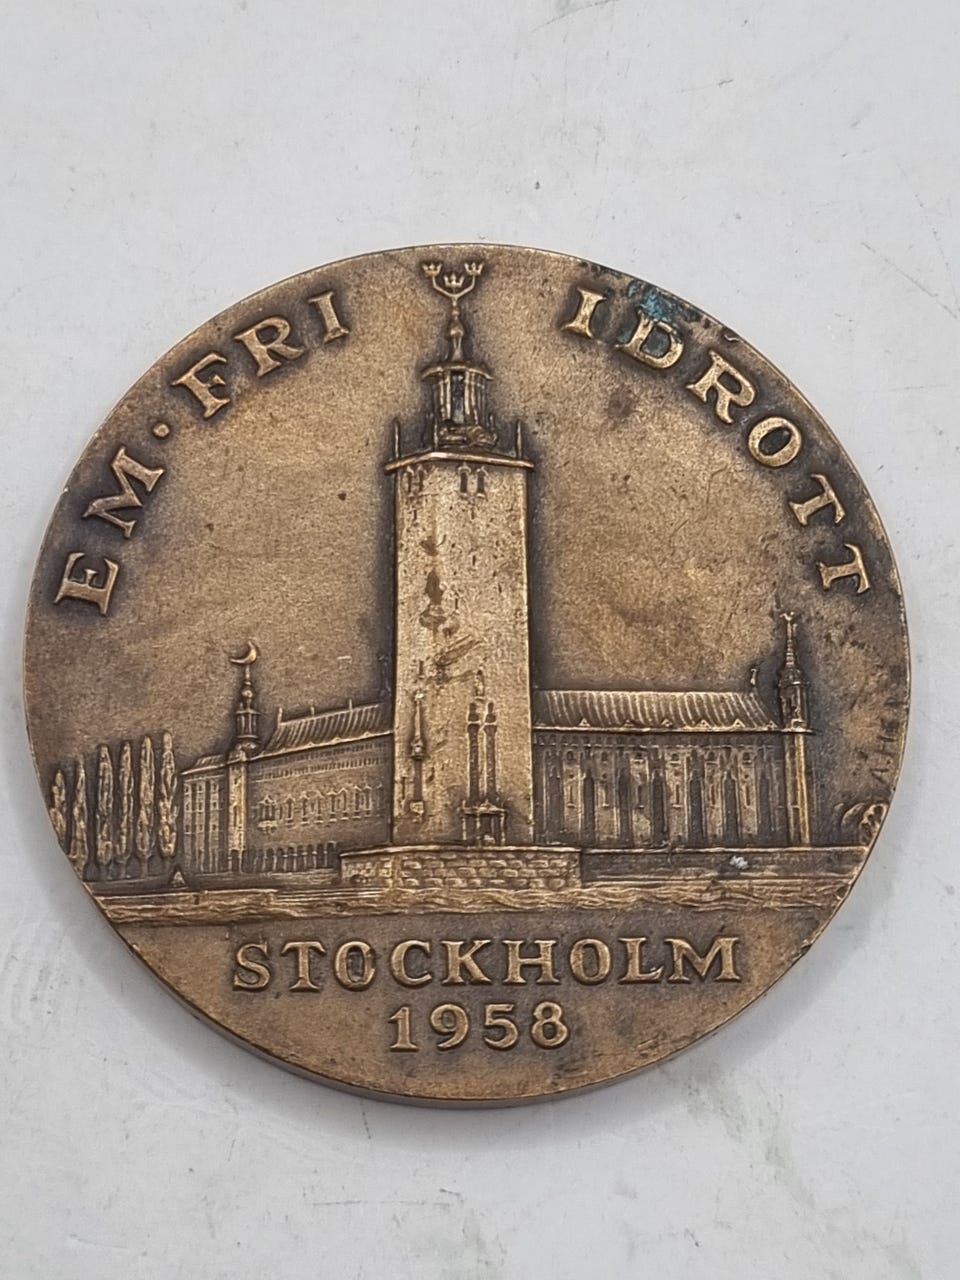 EM · FRI IDROTT
STOCKHOLM
1958